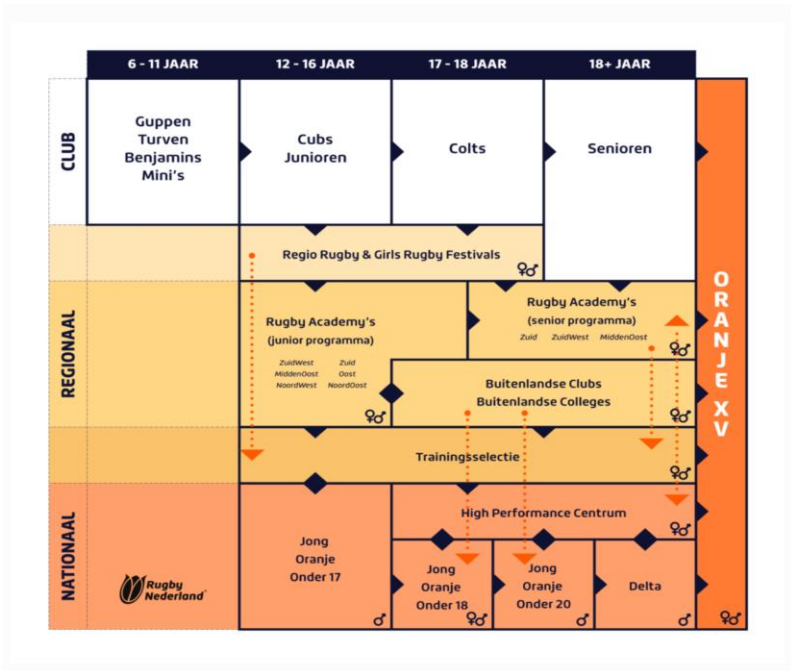 6 - 11 JAAR
12 - 16 JAAR
17 - 18 JAAR
18+ JAAR
CLUB
Guppen
Turven
Benjamins
Mini's
Cubs
Junioren
Colts
Senioren
REGIONAAL
Regio Rugby & Girls Rugby Festivals
Rugby Academy's
(junior programma)
ZuidWest Zuid
MiddenOost Oost
NoordWest NoordOost
Rugby Academy's
(senior programma)
Zuid ZuidWest MiddenOost
Buitenlandse Clubs
Buitenlandse Colleges
Trainingsselectie
NATIONAAL
Rugby
Nederland
Jong
Oranje
Onder 17
High Performance Centrum
Jong
Oranje
Onder 18
Jong
Oranje
Onder 20
Delta
ORANJE XV